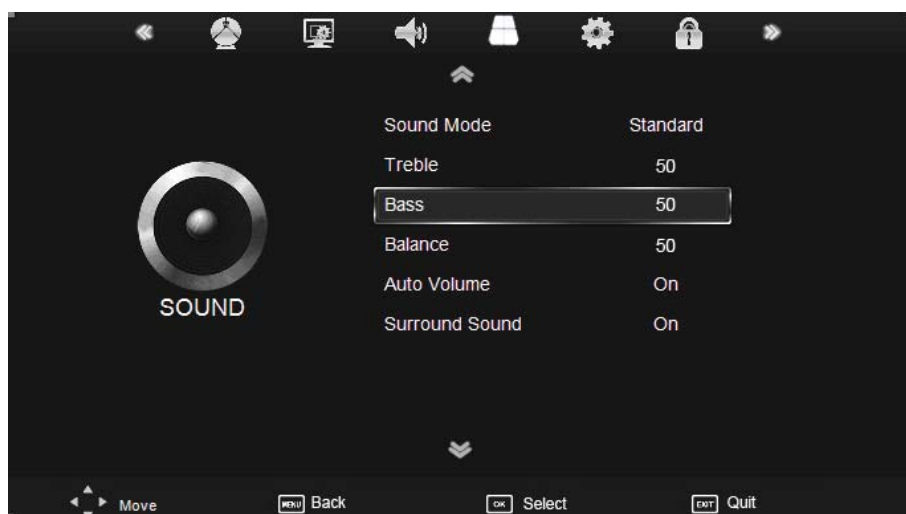 Sound Mode Standard
Treble 50
Bass 50
Balance 50
Auto Volume On
Surround Sound On
SOUND
Move MENU Back OK Select EXIT Quit